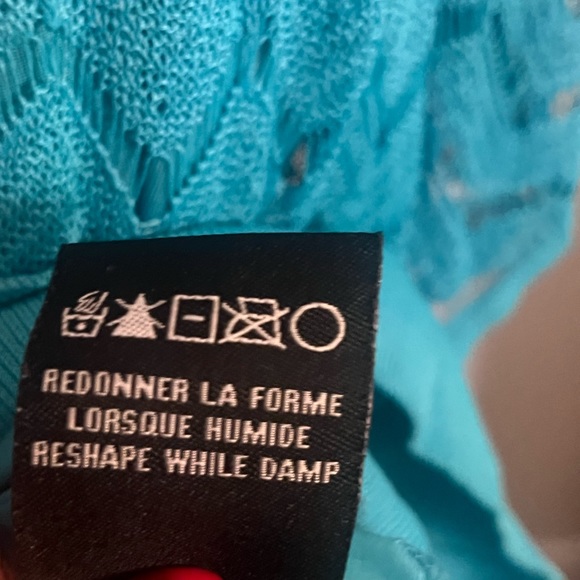 REDONNER LA FORME
LORSQUE HUMIDE
RESHAPE WHILE DAMP